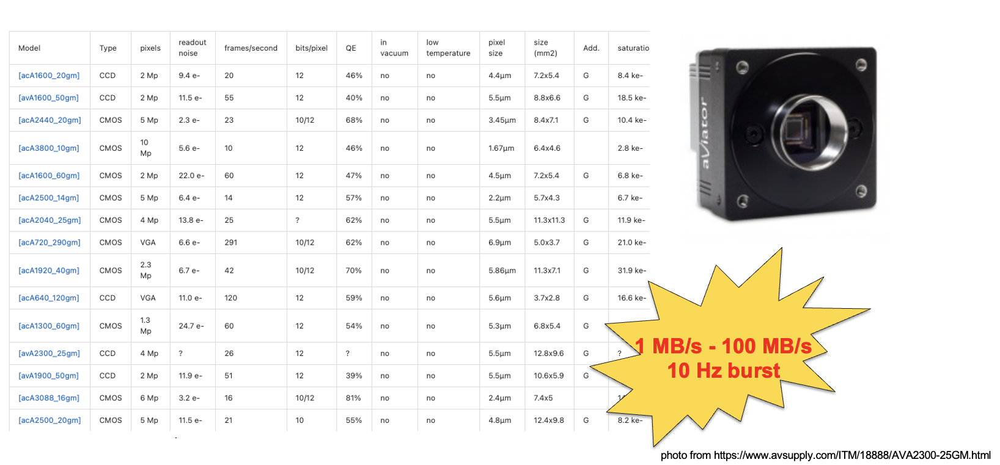 Model Type pixels readout noise frames/second bits/pixel QE in vacuum low temperature pixel size size (mm2) Add. saturatio
[acA1600_20gm] CCD 2 Mp 9.4 e- 20 12 46% no no 4.4µm 7.2x5.4 G 8.4 ke-
[avA1600_50gm] CCD 2 Mp 11.5 e- 55 12 40% no no 5.5µm 8.8x6.6 G 18.5 ke-
[acA2440_20gm] CMOS 5 Mp 2.3 e- 23 10/12 68% no no 3.45µm 8.4x7.1 G 10.4 ke-
[acA3800_10gm] CMOS 10 Mp 5.6 e- 10 12 46% no no 1.67µm 6.4x4.6 2.8 ke-
[acA1600_60gm] CMOS 2 Mp 22.0 e- 60 12 47% no no 4.5µm 7.2x5.4 G 6.8 ke-
[acA2500_14gm] CMOS 5 Mp 6.4 e- 14 12 57% no no 2.2µm 5.7x4.3 6.7 ke-
[acA2040_25gm] CMOS 4 Mp 13.8 e- 25 ? 62% no no 5.5µm 11.3x11.3 G 11.9 ke-
[acA720_290gm] CMOS VGA 6.6 e- 291 10/12 62% no no 6.9µm 5.0x3.7 G 21.0 ke-
[acA1920_40gm] CMOS 2.3 Mp 6.7 e- 42 10/12 70% no no 5.86µm 11.3x7.1 G 31.9 ke-
[acA640_120gm] CCD VGA 11.0 e- 120 12 59% no no 5.6µm 3.7x2.8 G 16.6 ke-
[acA1300_60gm] CMOS 1.3 Mp 24.7 e- 60 12 54% no no 5.3µm 6.8x5.4 G
[avA2300_25gm] CCD 4 Mp ? 26 12 ? no no 5.5µm 12.8x9.6 G ?
[avA1900_50gm] CCD 2 Mp 11.9 e- 51 12 39% no no 5.5µm 10.6x5.9 G
[acA3088_16gm] CMOS 6 Mp 3.2 e- 16 10/12 81% no no 2.4µm 7.4x5
[acA2500_20gm] CMOS 5 Mp 11.5 e- 21 10 55% no no 4.8µm 12.4x9.8 G 8.2 ke-
aviator
1 MB/s - 100 MB/s
10 Hz burst
photo from https://www.avsupply.com/ITM/18888/AVA2300-25GM.html